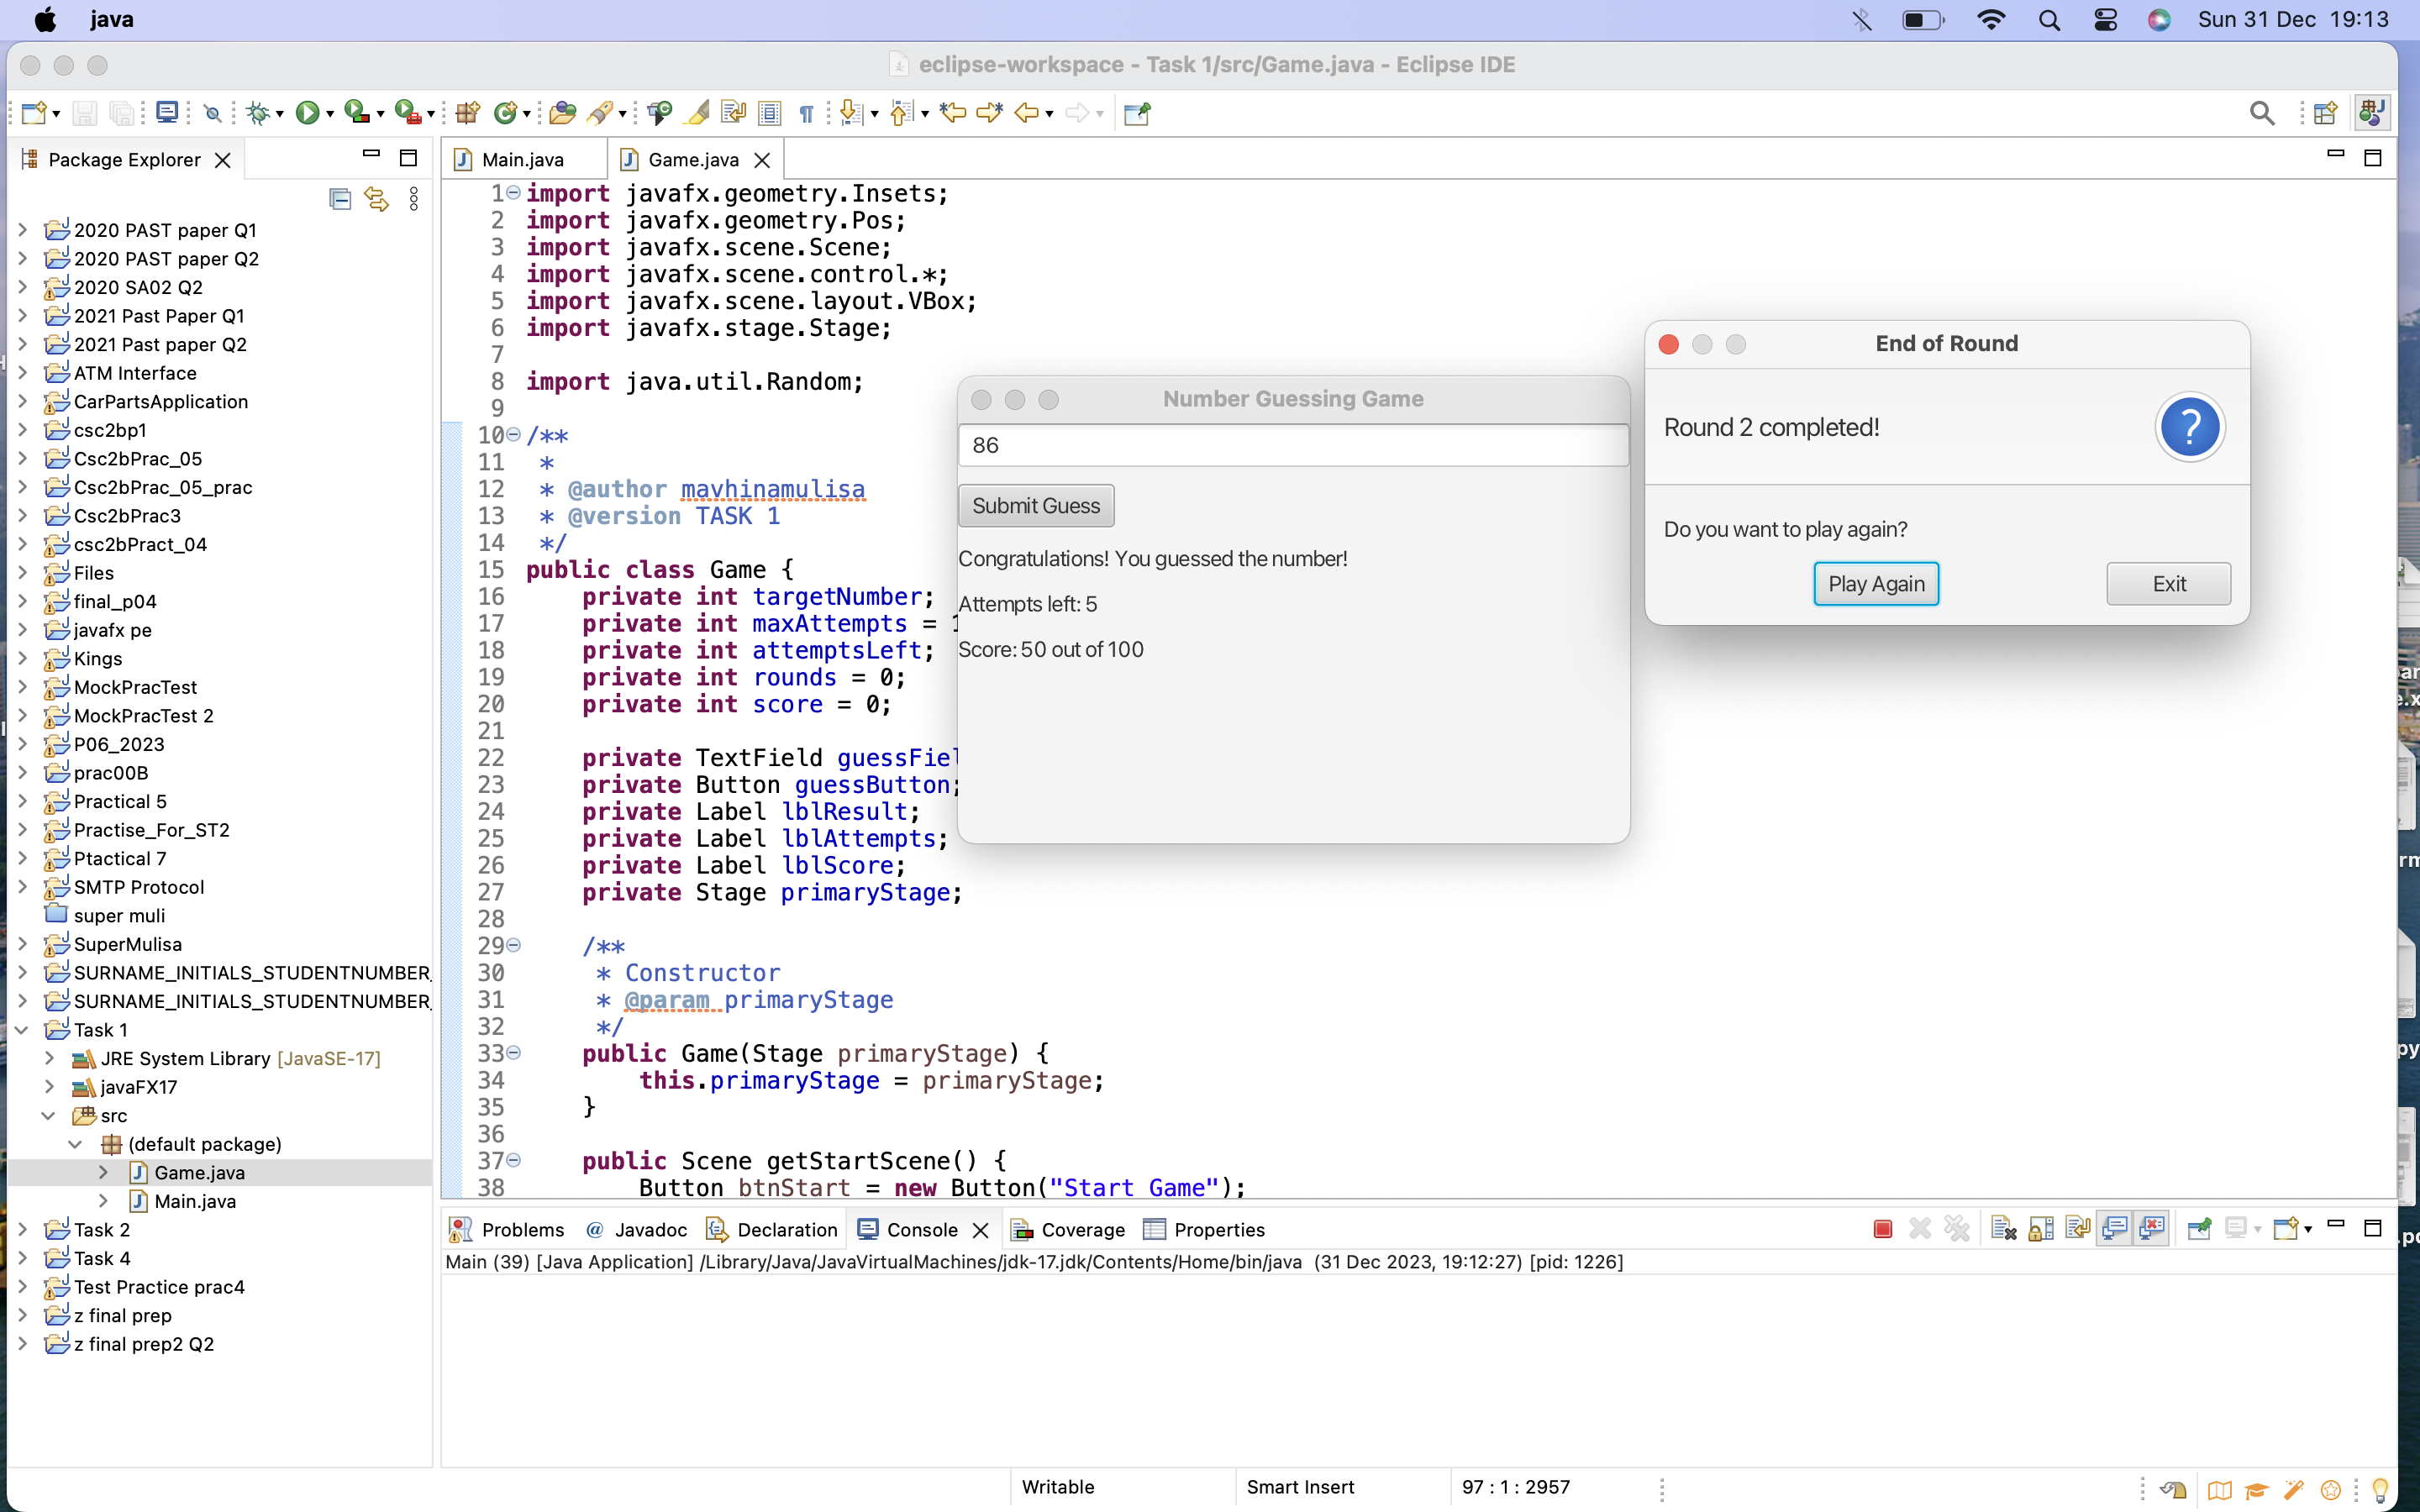 java
Sun 31 Dec 19:13
eclipse-workspace - Task 1/src/Game.java - Eclipse IDE
Package Explorer
2020 PAST paper Q1
2020 PAST paper Q2
2020 SA02 Q2
2021 Past Paper Q1
2021 Past paper Q2
ATM Interface
CarPartsApplication
csc2bp1
Csc2bPrac_05
Csc2bPrac_05_prac
Csc2bPrac3
csc2bPract_04
Files
final_p04
javafx pe
Kings
MockPracTest
MockPracTest 2
P06_2023
prac00B
Practical 5
Practise_For_ST2
Ptactical 7
SMTP Protocol
super muli
SuperMulisa
SURNAME_INITIALS_STUDENTNUMBER_
SURNAME_INITIALS_STUDENTNUMBER_
Task 1
JRE System Library [JavaSE-17]
javaFX17
src
(default package)
Game.java
Main.java
Task 2
Task 4
Test Practice prac4
z final prep
z final prep2 Q2
Main.java
Game.java
1 import javafx.geometry.Insets;
2 import javafx.geometry.Pos;
3 import javafx.scene.Scene;
4 import javafx.scene.control.*;
5 import javafx.scene.layout.VBox;
6 import javafx.stage.Stage;
7
8 import java.util.Random;
9
10 /**
11 *
12 * @author mavhinamulisa
13 * @version TASK 1
14 */
15 public class Game {
16 private int targetNumber;
17 private int maxAttempts = 1
18 private int attemptsLeft;
19 private int rounds = 0;
20 private int score = 0;
21
22 private TextField guessFiel
23 private Button guessButton;
24 private Label lblResult;
25 private Label lblAttempts;
26 private Label lblScore;
27 private Stage primaryStage;
28
29 /**
30 * Constructor
31 * @param primaryStage
32 */
33 public Game(Stage primaryStage) {
34 this.primaryStage = primaryStage;
35 }
36
37 public Scene getStartScene() {
38 Button btnStart = new Button("Start Game");
Number Guessing Game
86
Submit Guess
Congratulations! You guessed the number!
Attempts left: 5
Score: 50 out of 100
End of Round
Round 2 completed!
?
Do you want to play again?
Play Again
Exit
Problems
@ Javadoc
Declaration
Console
Coverage
Properties
Main (39) [Java Application] /Library/Java/JavaVirtualMachines/jdk-17.jdk/Contents/Home/bin/java (31 Dec 2023, 19:12:27) [pid: 1226]
Writable
Smart Insert
97 : 1 : 2957